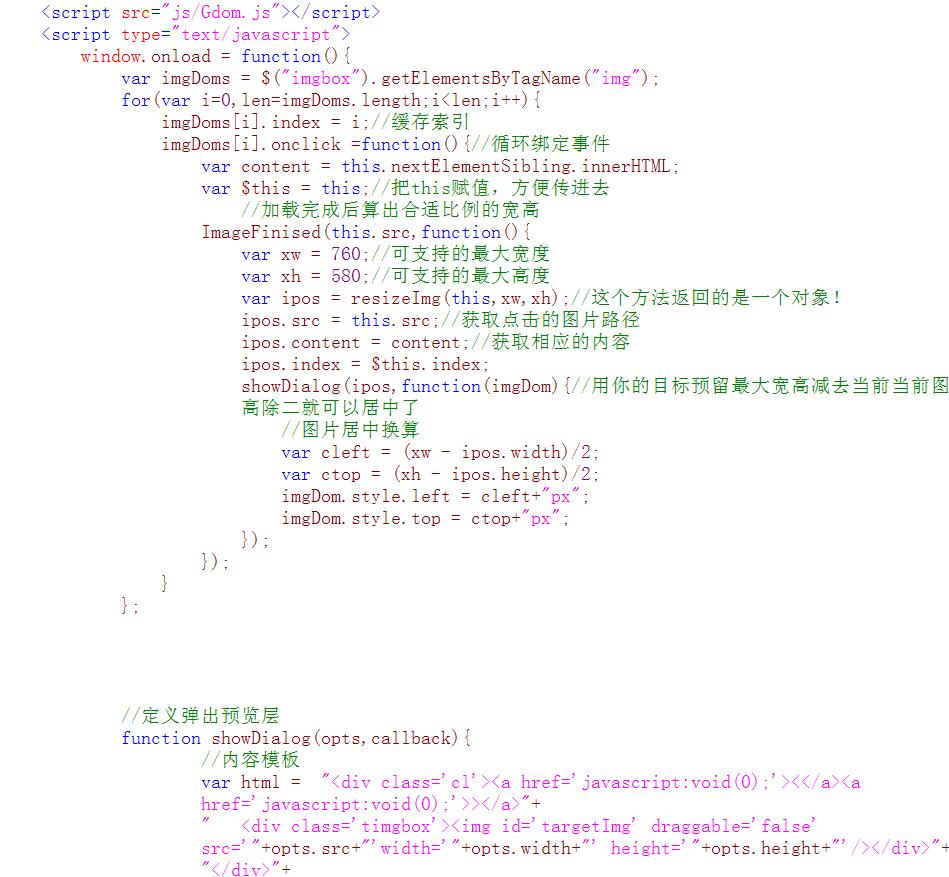 <script src="js/Gdom.js"></script>
<script type="text/javascript">
window.onload = function(){
var imgDoms = $("imgbox").getElementsByTagName("img");
for(var i=0,len=imgDoms.length;i<len;i++){
imgDoms[i].index = i;//缓存索引
imgDoms[i].onclick =function(){//循环绑定事件
var content = this.nextElementSibling.innerHTML;
var $this = this;//把this赋值，方便传进去
//加载完成后算出合适比例的宽高
ImageFinised(this.src,function(){
var xw = 760;//可支持的最大宽度
var xh = 580;//可支持的最大高度
var ipos = resizeImg(this,xw,xh);//这个方法返回的是一个对象！
ipos.src = this.src;//获取点击的图片路径
ipos.content = content;//获取相应的内容
ipos.index = $this.index;
showDialog(ipos,function(imgDom){//用你的目标预留最大宽高减去当前当前图
高除二就可以居中了
//图片居中换算
var cleft = (xw - ipos.width)/2;
var ctop = (xh - ipos.height)/2;
imgDom.style.left = cleft+"px";
imgDom.style.top = ctop+"px";
});
});
}
};
//定义弹出预览层
function showDialog(opts,callback){
//内容模板
var html =  "<div class='cl'><a href='javascript:void(0);'><</a><a
href='javascript:void(0);'>></a>"+
"   <div class='timgbox'><img id='targetImg' draggable='false'
src='"+opts.src+"'width='"+opts.width+"' height='"+opts.height+"'/></div>"+
"</div>"+